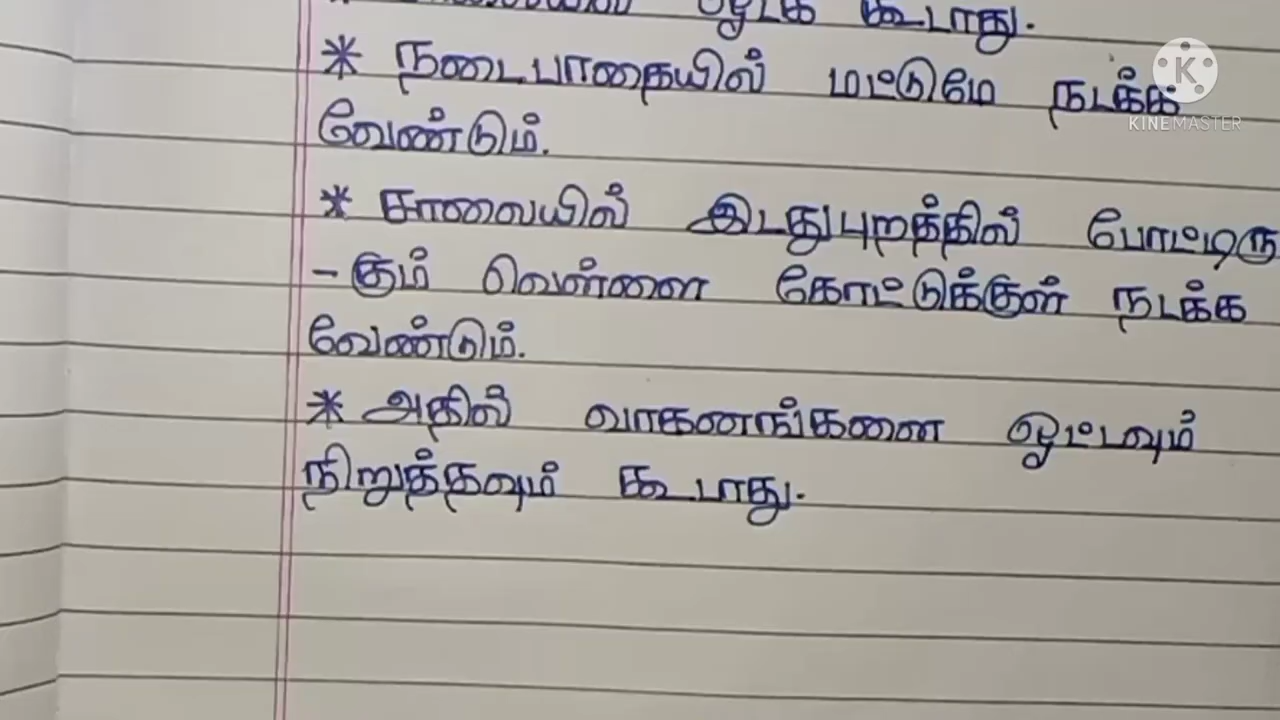 கூடாது.
* நடைபாகையில் மட்டுமே நடக்க
வேண்டும்.
* சாலையில் இடதுபுறத்தில் போட்டிரு
-கும் வெள்ளை கோட்டுக்குள் நடக்க
வேண்டும்.
* அதில் வாகனங்களை ஓட்டவும்
நிறுத்தவும் கூடாது.
K
KINEMASTER